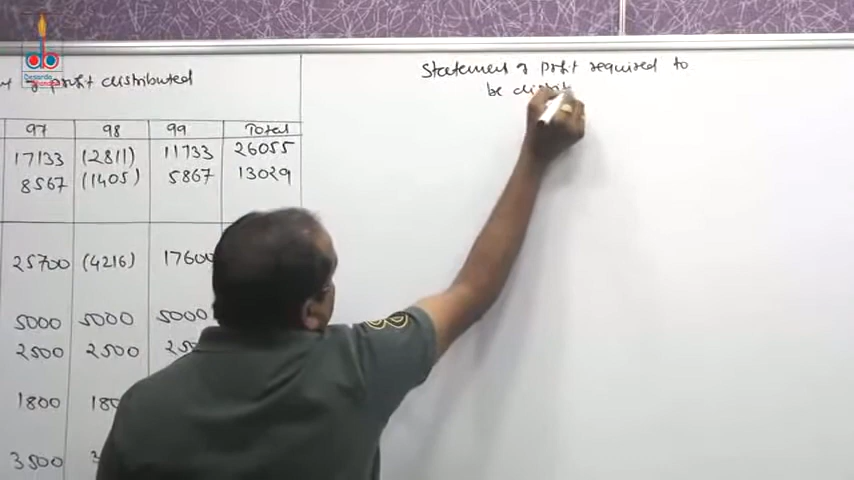 of profit distributed
97 98 99 Total
17133 (2811) 11733 26055
8567 (1405) 5867 13029
25700 (4216) 17600
5000 5000 5000
2500 2500
1800
3500
Statement of profit required to
be